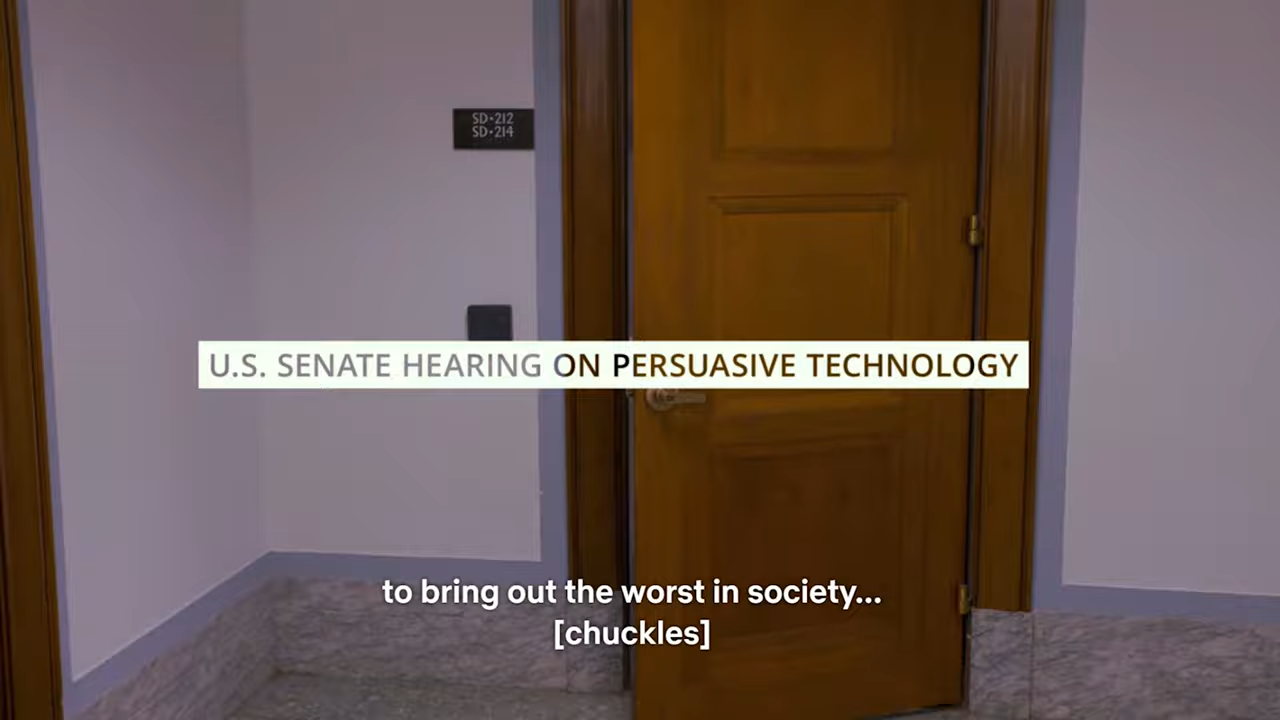 SD•212
SD•214
U.S. SENATE HEARING ON PERSUASIVE TECHNOLOGY
to bring out the worst in society...
[chuckles]